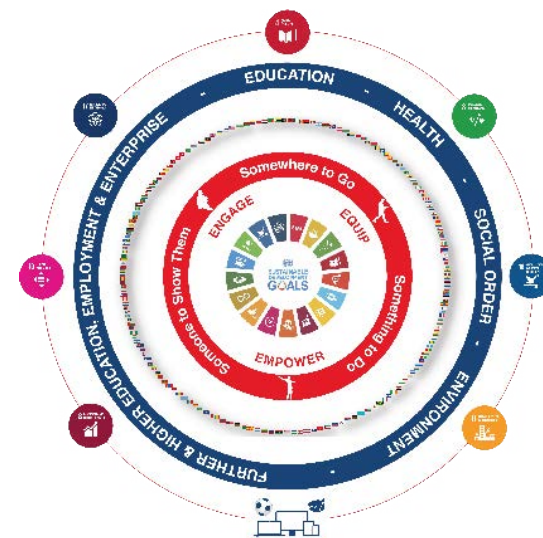 EDUCATION
-
HEALTH
-
SOCIAL ORDER
-
ENVIRONMENT
-
FURTHER & HIGHER EDUCATION, EMPLOYMENT & ENTERPRISE
-
Somewhere to Go
Something to Do
Someone to Show Them
ENGAGE
EQUIP
EMPOWER
SUSTAINABLE
DEVELOPMENT
GOALS